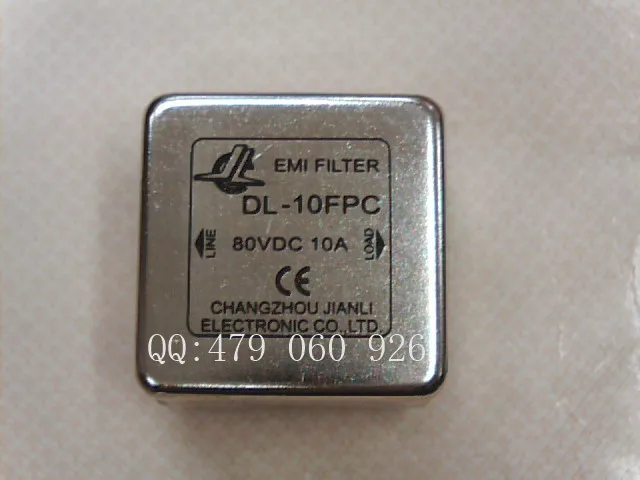 EMI FILTER
DL-10FPC
LINE
80VDC 10A
LOAD
CE
CHANGZHOU JIANLI
ELECTRONIC CO.,LTD.
QQ:479 060 926